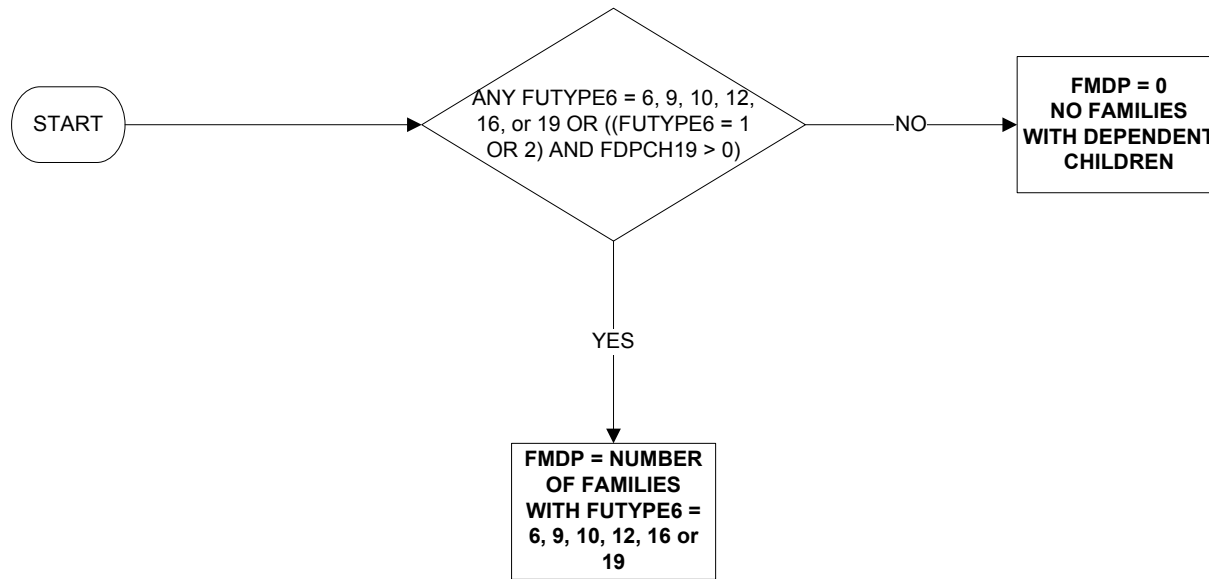 START
ANY FUTYPE6 = 6, 9, 10, 12,
16, or 19 OR ((FUTYPE6 = 1
OR 2) AND FDPCH19 > 0)
NO
FMDP = 0
NO FAMILIES
WITH DEPENDENT
CHILDREN
YES
FMDP = NUMBER
OF FAMILIES
WITH FUTYPE6 =
6, 9, 10, 12, 16 or
19